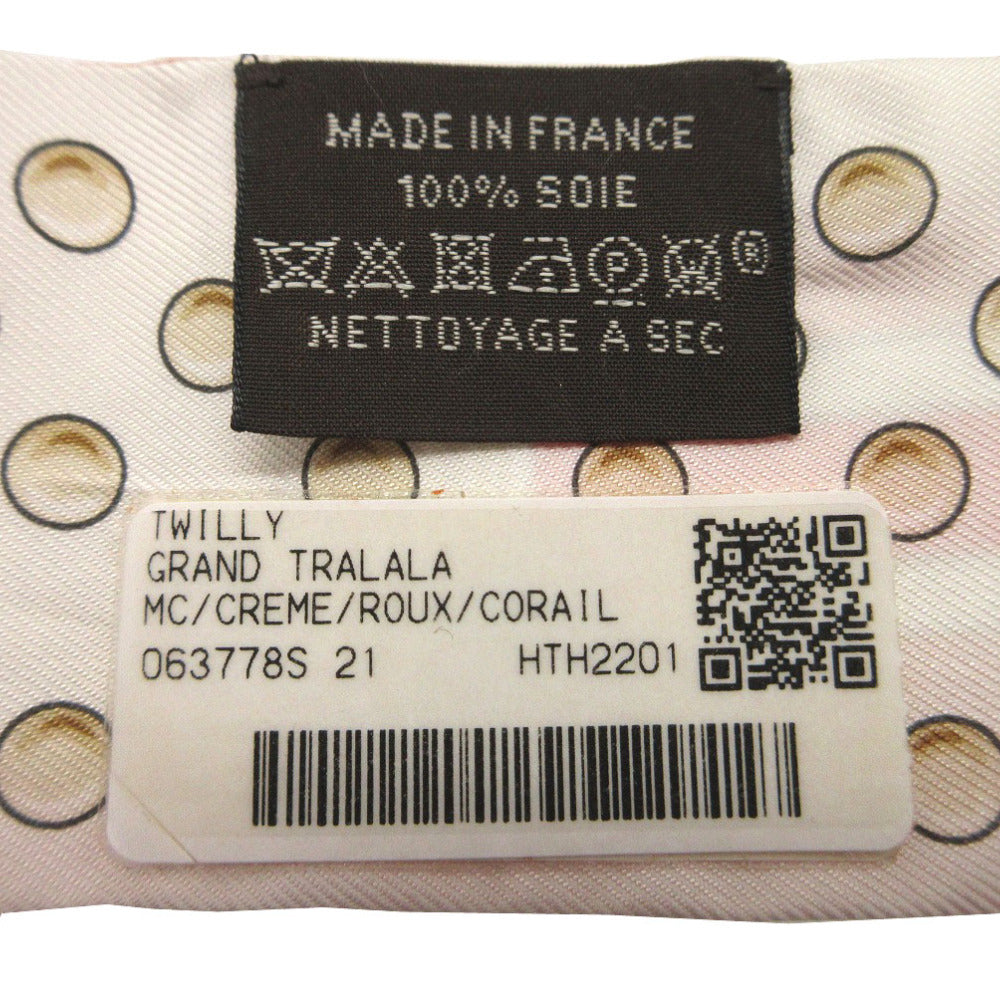 MADE IN FRANCE
100% SOIE
P ®
NETTOYAGE A SEC
TWILLY
GRAND TRALALA
MC/CREME/ROUX/CORAIL
063778S 21 HTH2201